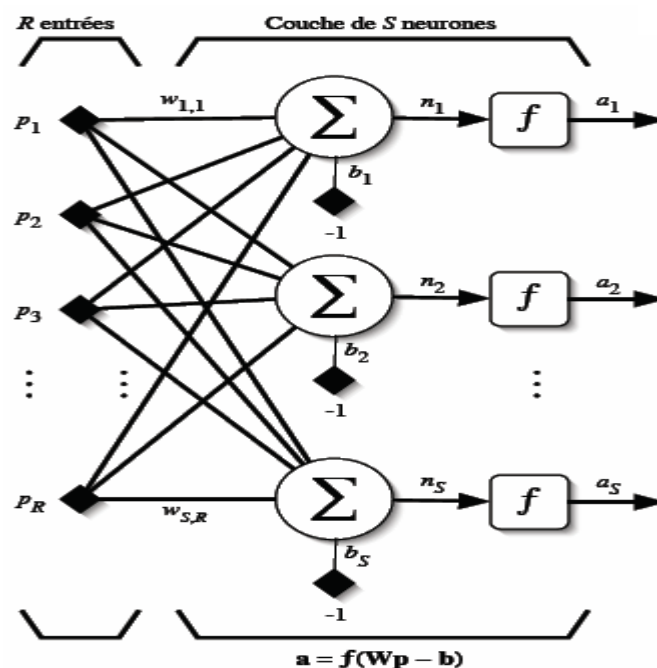 R entrées Couche de S neurones
p1 w1,1 Σ n1 f a1
b1
-1
p2
Σ n2 f a2
p3
b2
-1
⋮ ⋮ ⋮
pR wS,R Σ nS f aS
bS
-1
a = f(Wp − b)